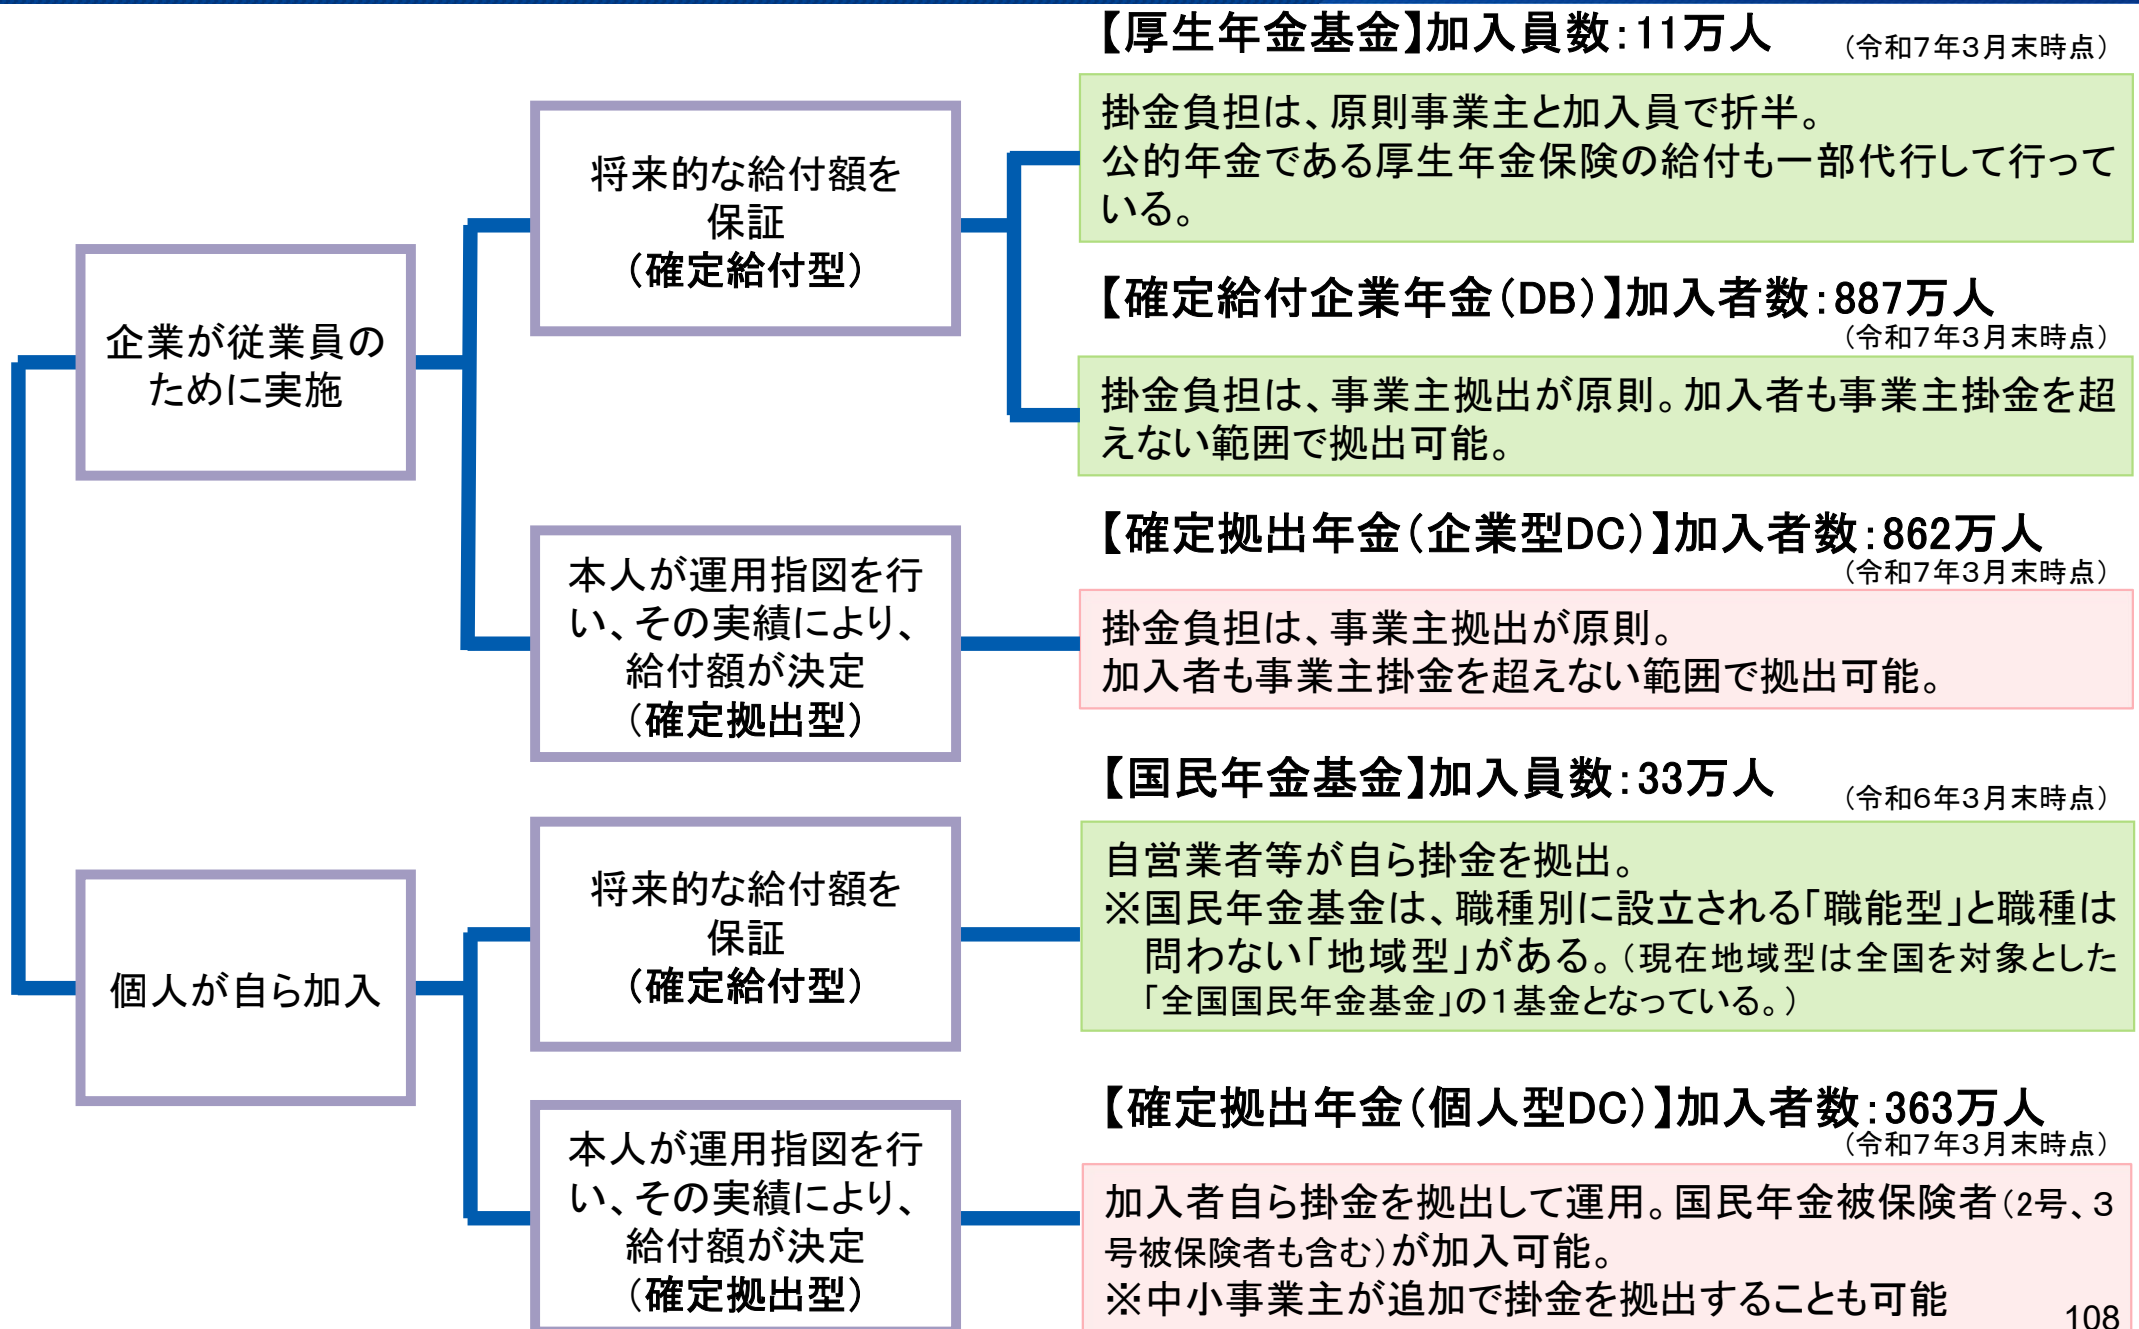 企業が従業員の
ために実施
個人が自ら加入
将来的な給付額を
保証
（確定給付型）
本人が運用指図を行
い、その実績により、
給付額が決定
（確定拠出型）
将来的な給付額を
保証
（確定給付型）
本人が運用指図を行
い、その実績により、
給付額が決定
（確定拠出型）
【厚生年金基金】加入員数：11万人 （令和７年３月末時点）
掛金負担は、原則事業主と加入員で折半。
公的年金である厚生年金保険の給付も一部代行して行って
いる。
【確定給付企業年金（DB）】加入者数：887万人
（令和７年３月末時点）
掛金負担は、事業主拠出が原則。加入者も事業主掛金を超
えない範囲で拠出可能。
【確定拠出年金（企業型DC）】加入者数：862万人
（令和７年３月末時点）
掛金負担は、事業主拠出が原則。
加入者も事業主掛金を超えない範囲で拠出可能。
【国民年金基金】加入員数：33万人 （令和６年３月末時点）
自営業者等が自ら掛金を拠出。
※国民年金基金は、職種別に設立される「職能型」と職種は
問わない「地域型」がある。（現在地域型は全国を対象とした
「全国国民年金基金」の１基金となっている。）
【確定拠出年金（個人型DC）】加入者数：363万人
（令和７年３月末時点）
加入者自ら掛金を拠出して運用。国民年金被保険者（2号、３
号被保険者も含む）が加入可能。
※中小事業主が追加で掛金を拠出することも可能
108